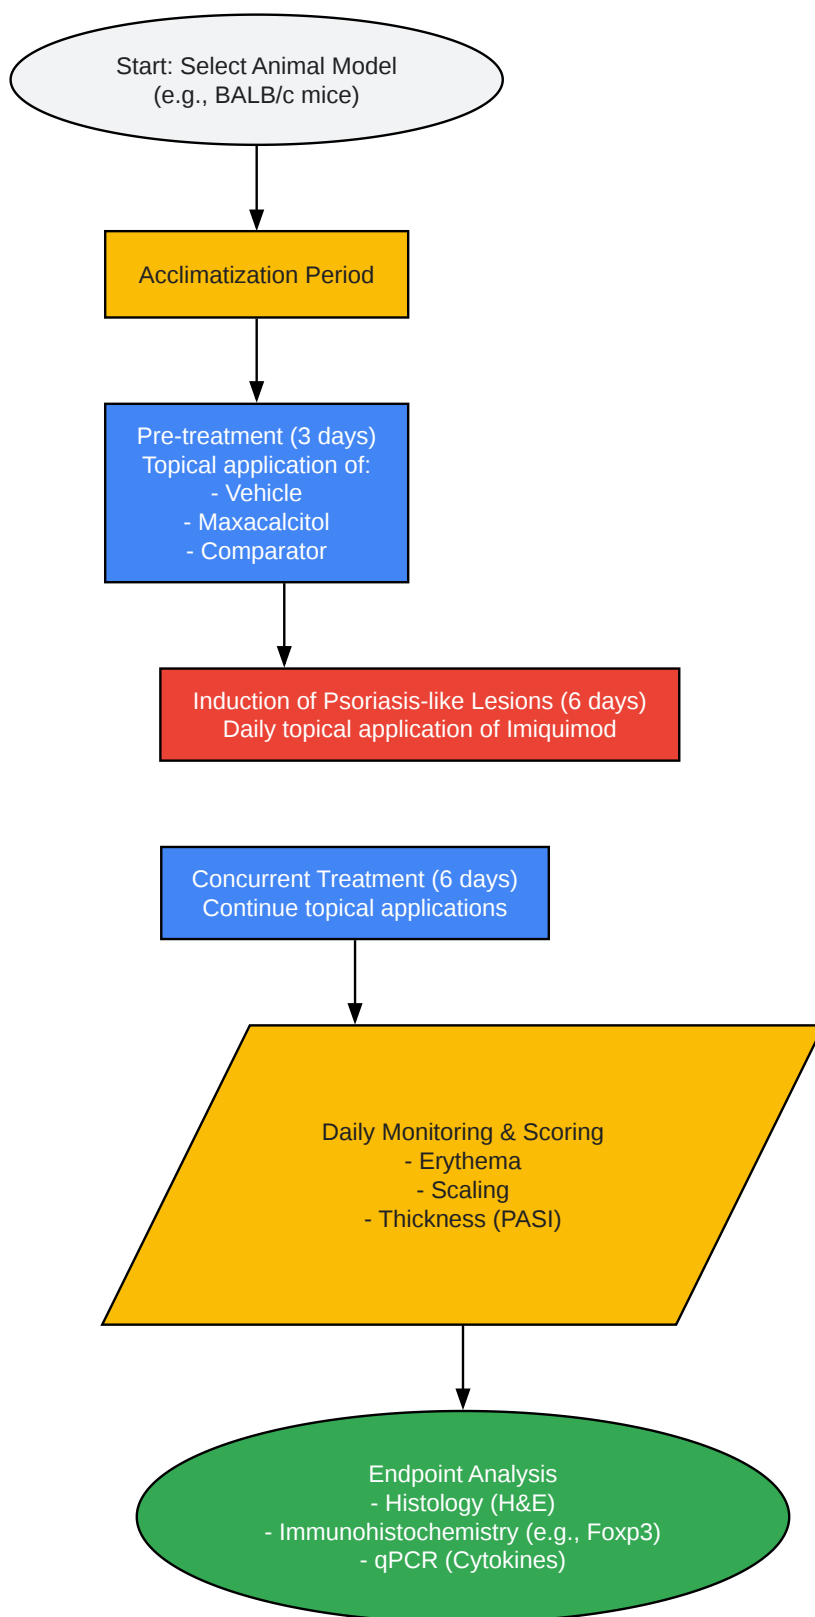 Start: Select Animal Model
(e.g., BALB/c mice)
Acclimatization Period
Pre-treatment (3 days)
Topical application of:
- Vehicle
- Maxacalcitol
- Comparator
Induction of Psoriasis-like Lesions (6 days)
Daily topical application of Imiquimod
Concurrent Treatment (6 days)
Continue topical applications
Daily Monitoring & Scoring
- Erythema
- Scaling
- Thickness (PASI)
Endpoint Analysis
- Histology (H&E)
- Immunohistochemistry (e.g., Foxp3)
- qPCR (Cytokines)